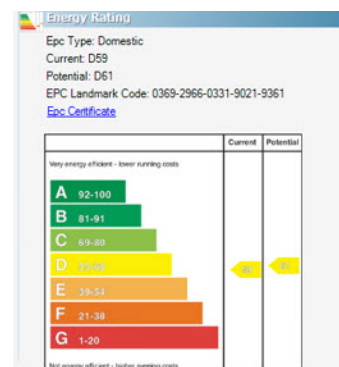 Energy Rating
Epc Type: Domestic
Current: D59
Potential: D61
EPC Landmark Code: 0369-2966-0331-9021-9361
Epc Certificate
Current Potential
Very energy efficient - lower running costs
A 92-100
B 81-91
C 69-80
D
E 39-54
F 21-38
G 1-20
Not energy efficient - higher running costs